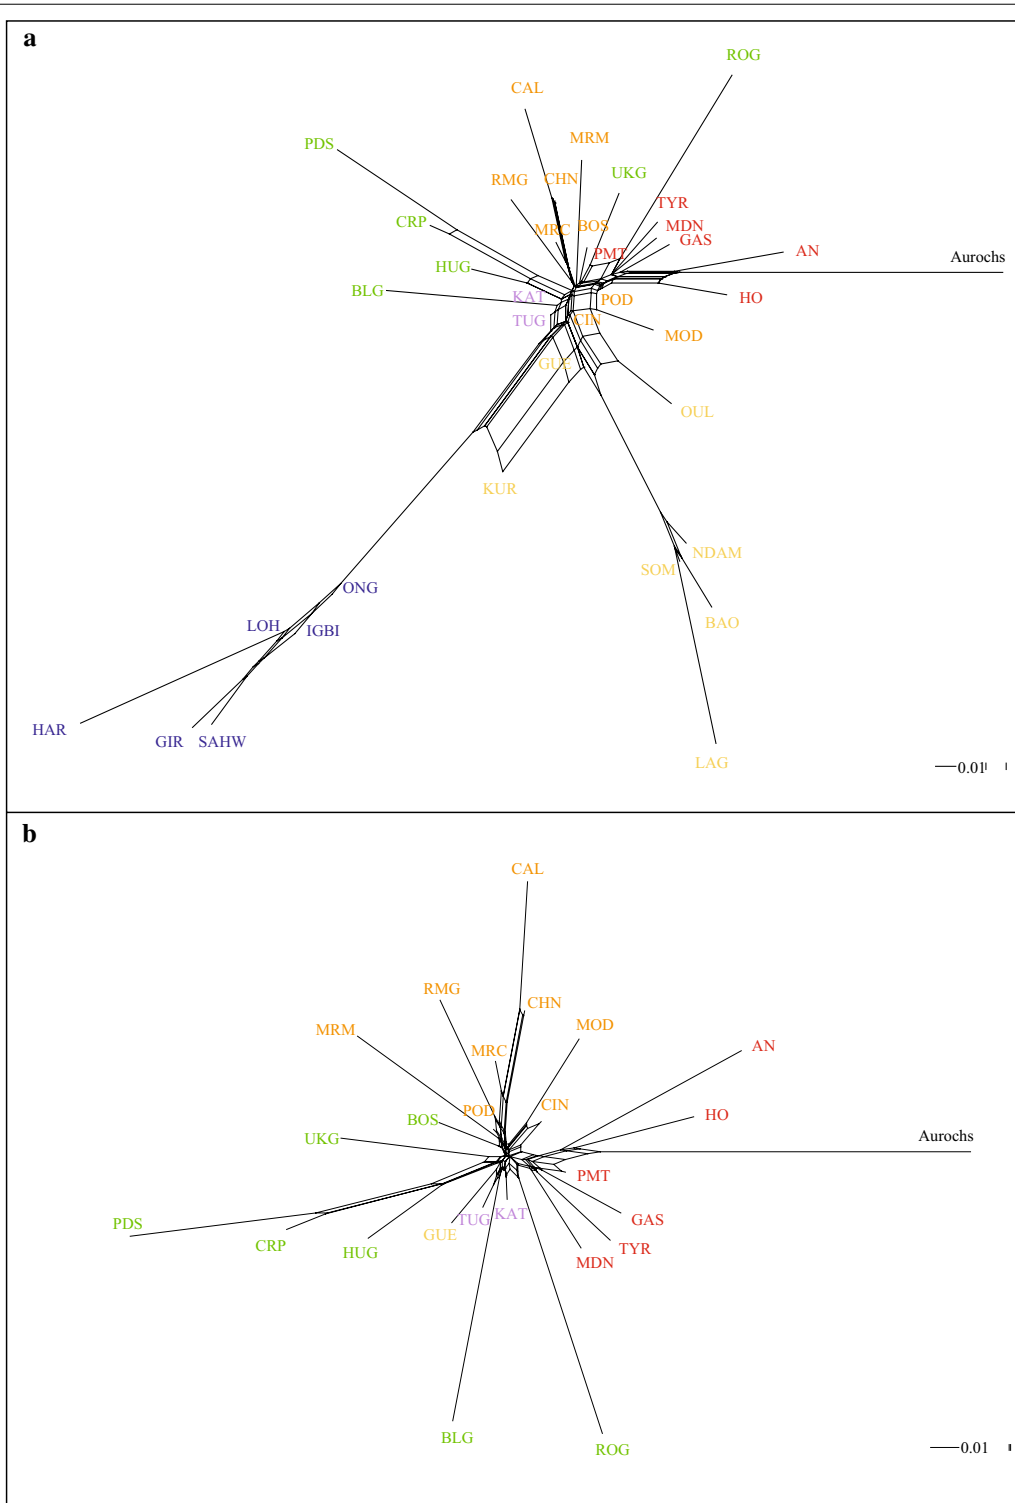 a
ROG
CAL
PDS
MRM
UKG
RMG
CHN
TYR
CRP
MRC
BOS
MDN
GAS
PMT
AN
Aurochs
HUG
BLG
KAT
POD
HO
TUG
CIN
MOD
GUE
OUL
KUR
NDAM
SOM
ONG
BAO
LOH
IGBI
HAR
GIR
SAHW
LAG
0.01
b
CAL
RMG
CHN
MRM
MOD
MRC
AN
POD
CIN
BOS
HO
UKG
Aurochs
PMT
PDS
TUG
KAT
GAS
CRP
GUE
HUG
TYR
MDN
BLG
ROG
0.01